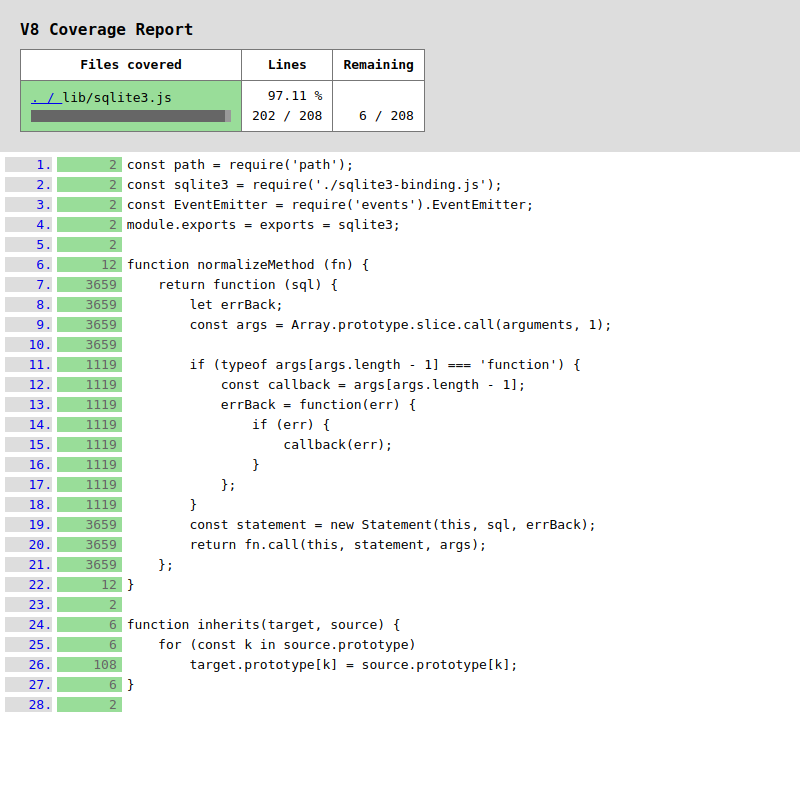 V8 Coverage Report
Files covered Lines Remaining
. / lib/sqlite3.js 97.11 %
202 / 208 6 / 208
1. 2 const path = require('path');
2. 2 const sqlite3 = require('./sqlite3-binding.js');
3. 2 const EventEmitter = require('events').EventEmitter;
4. 2 module.exports = exports = sqlite3;
5. 2
6. 12 function normalizeMethod (fn) {
7. 3659     return function (sql) {
8. 3659         let errBack;
9. 3659         const args = Array.prototype.slice.call(arguments, 1);
10. 3659
11. 1119         if (typeof args[args.length - 1] === 'function') {
12. 1119             const callback = args[args.length - 1];
13. 1119             errBack = function(err) {
14. 1119                 if (err) {
15. 1119                     callback(err);
16. 1119                 }
17. 1119             };
18. 1119         }
19. 3659         const statement = new Statement(this, sql, errBack);
20. 3659         return fn.call(this, statement, args);
21. 3659     };
22. 12 }
23. 2
24. 6 function inherits(target, source) {
25. 6     for (const k in source.prototype)
26. 108         target.prototype[k] = source.prototype[k];
27. 6 }
28. 2